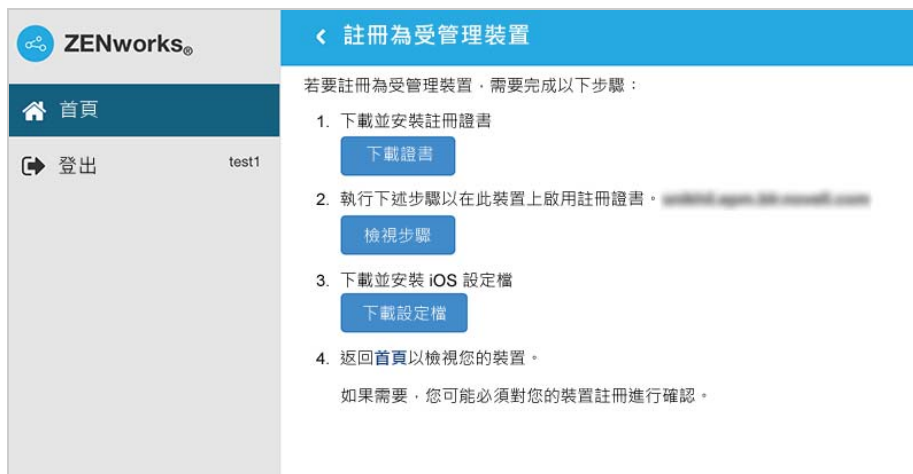 ZENworks®
首頁
登出 test1
註冊為受管理裝置
若要註冊為受管理裝置，需要完成以下步驟：
1. 下載並安裝註冊證書
下載證書
2. 執行下述步驟以在此裝置上啟用註冊證書。
檢視步驟
3. 下載並安裝 iOS 設定檔
下載設定檔
4. 返回首頁以檢視您的裝置。
如果需要，您可能必須對您的裝置註冊進行確認。